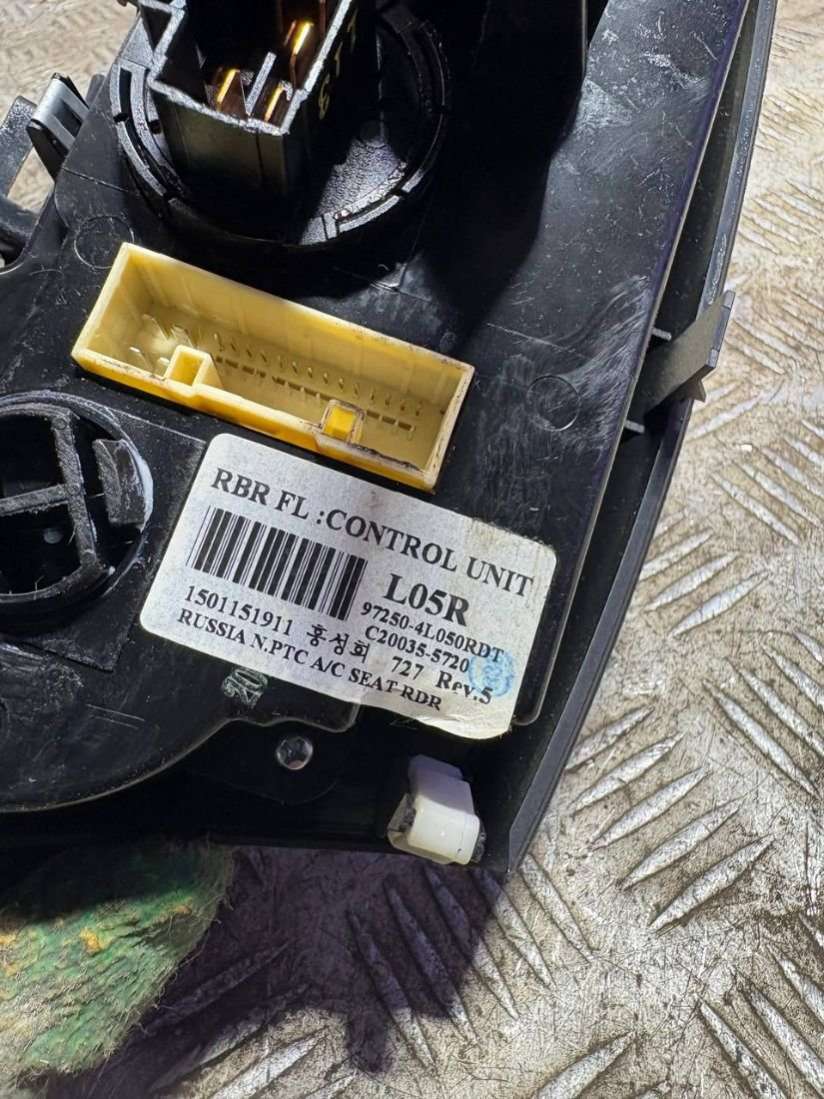 RBR FL :CONTROL UNIT
L05R
97250-4L050RDT
C20035-5720
1501151911 홍성희 727 Rev.5
RUSSIA N.PTC A/C SEAT RDR
20